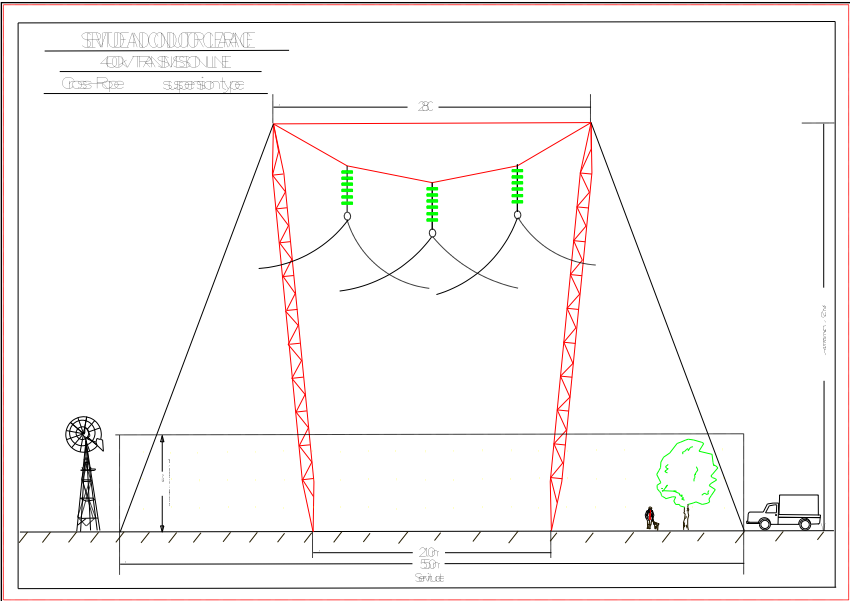 SERVITUDE AND CONDUCTOR CLEARANCE
400kV TRANSMISSION LINE
Cross-Rope suspension type
28.0
21.0m
55.0m
Servitude